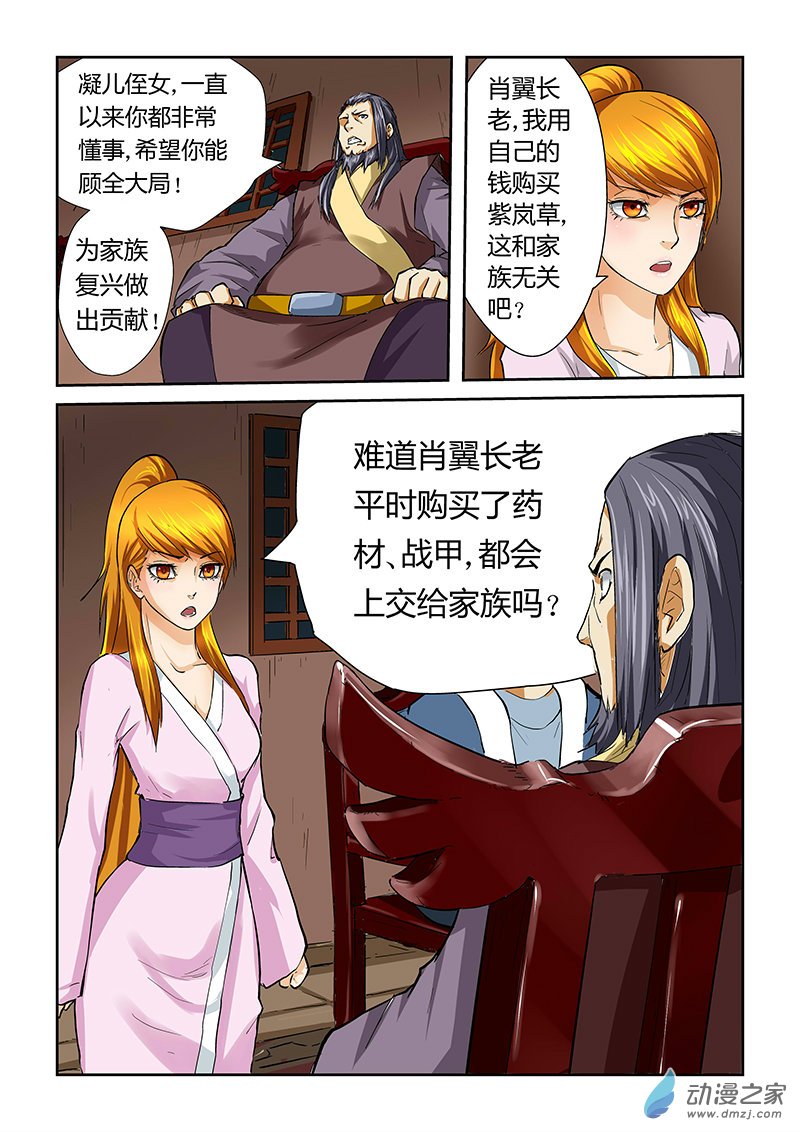 凝儿侄女，一直
以来你都非常
懂事，希望你能
顾全大局！
为家族
复兴做
出贡献！
肖翼长
老，我用
自己的
钱购买
紫岚草，
这和家
族无关
吧？
难道肖翼长老
平时购买了药
材、战甲，都会
上交给家族吗？
动漫之家
www.dmzj.com